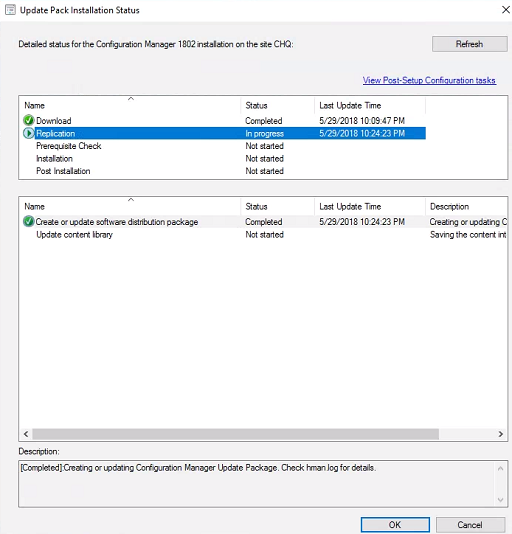 Update Pack Installation Status
Detailed status for the Configuration Manager 1802 installation on the site CHQ:
Refresh
View Post-Setup Configuration tasks
Name Status Last Update Time
Download Completed 5/29/2018 10:09:47 PM
Replication In progress 5/29/2018 10:24:23 PM
Prerequisite Check Not started
Installation Not started
Post Installation Not started
Name Status Last Update Time Description
Create or update software distribution package Completed 5/29/2018 10:24:23 PM Creating or updating C
Update content library Not started Saving the content int
Description:
[Completed]:Creating or updating Configuration Manager Update Package. Check hman.log for details.
OK Cancel